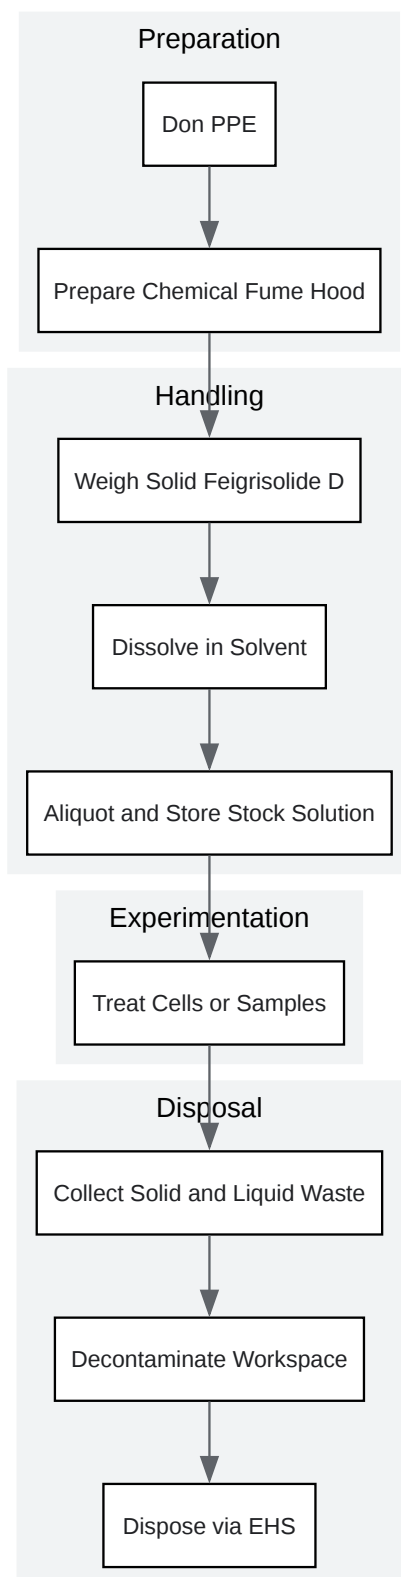 Preparation
Don PPE
Prepare Chemical Fume Hood
Handling
Weigh Solid Feigrisolide D
Dissolve in Solvent
Aliquot and Store Stock Solution
Experimentation
Treat Cells or Samples
Disposal
Collect Solid and Liquid Waste
Decontaminate Workspace
Dispose via EHS